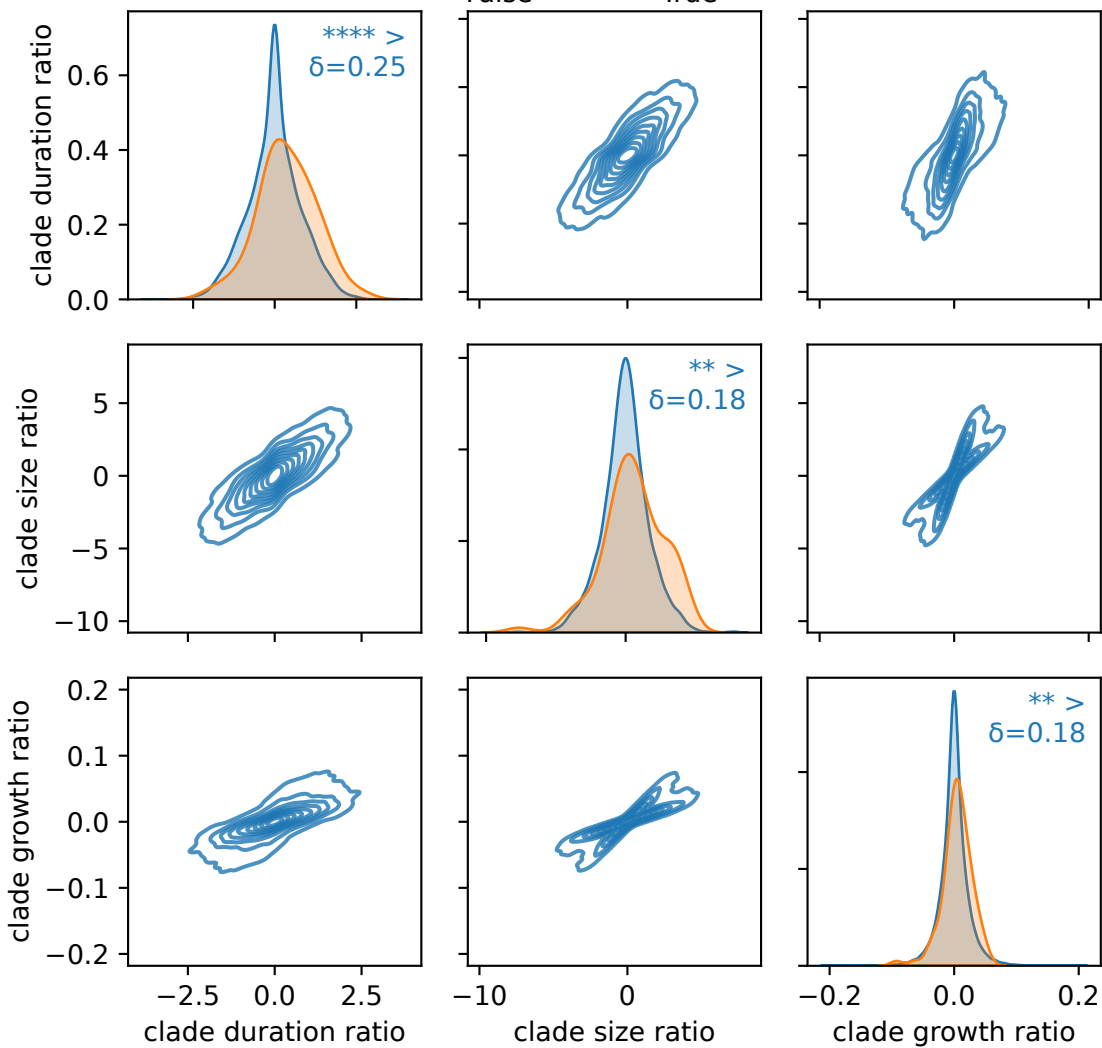 True
clade duration ratio
0.6
0.4
0.2
0.0
**** >
δ=0.25
clade size ratio
5
0
−5
−10
** >
δ=0.18
clade growth ratio
0.2
0.1
0.0
−0.1
−0.2
** >
δ=0.18
−2.5
0.0
2.5
−10
0
−0.2
0.0
0.2
clade duration ratio
clade size ratio
clade growth ratio